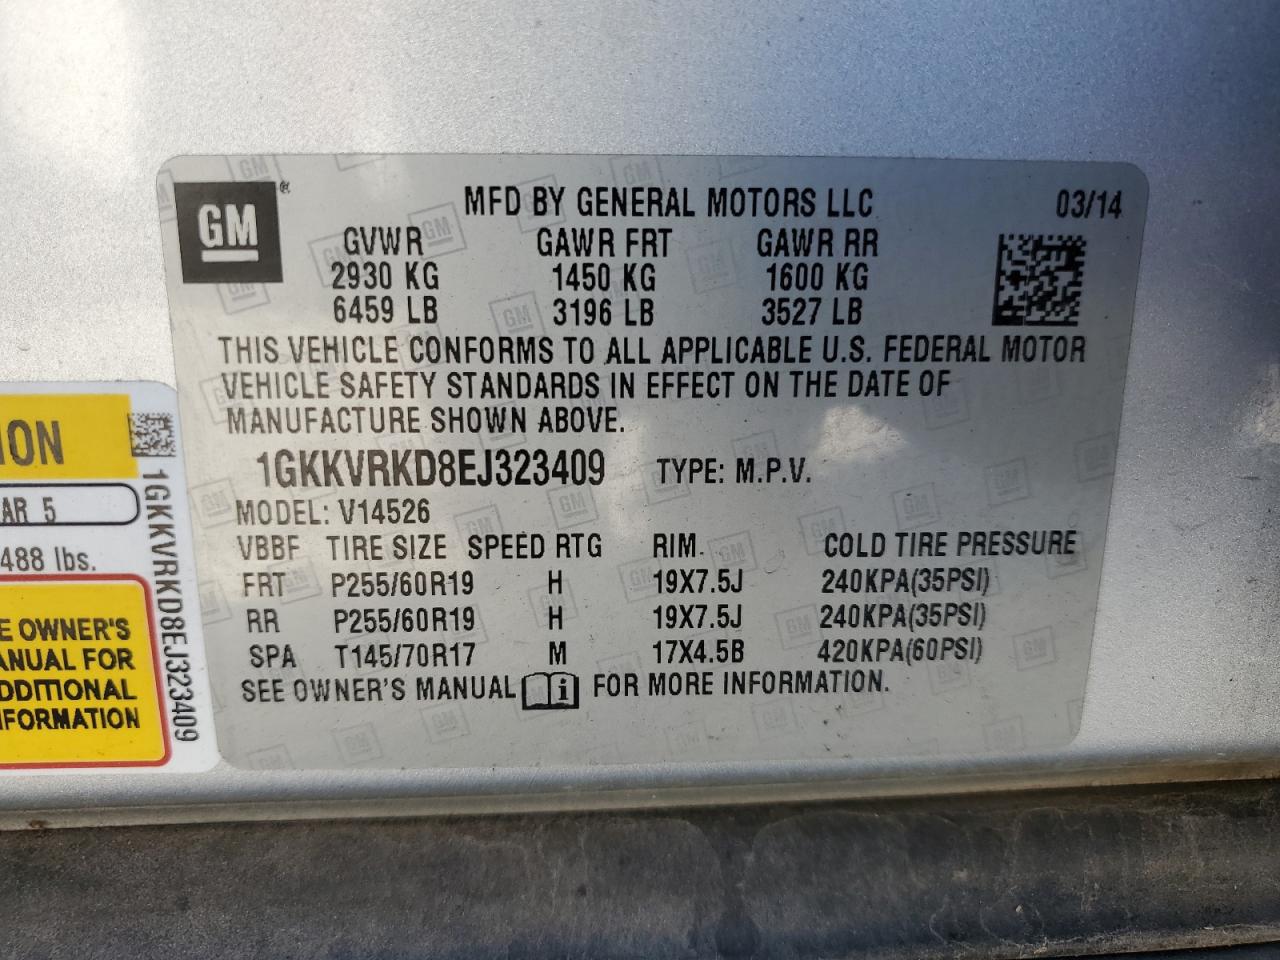 GM
®
MFD BY GENERAL MOTORS LLC 03/14
GVWR GAWR FRT GAWR RR
2930 KG 1450 KG 1600 KG
6459 LB 3196 LB 3527 LB
THIS VEHICLE CONFORMS TO ALL APPLICABLE U.S. FEDERAL MOTOR
VEHICLE SAFETY STANDARDS IN EFFECT ON THE DATE OF
MANUFACTURE SHOWN ABOVE.
1GKKVRKD8EJ323409 TYPE: M.P.V.
MODEL: V14526
VBBF TIRE SIZE SPEED RTG RIM COLD TIRE PRESSURE
FRT P255/60R19 H 19X7.5J 240KPA(35PSI)
RR P255/60R19 H 19X7.5J 240KPA(35PSI)
SPA T145/70R17 M 17X4.5B 420KPA(60PSI)
SEE OWNER'S MANUAL i FOR MORE INFORMATION.
ION
AR 5
488 lbs.
E OWNER'S
ANUAL FOR
DDITIONAL
FORMATION
1GKKVRKD8EJ323409